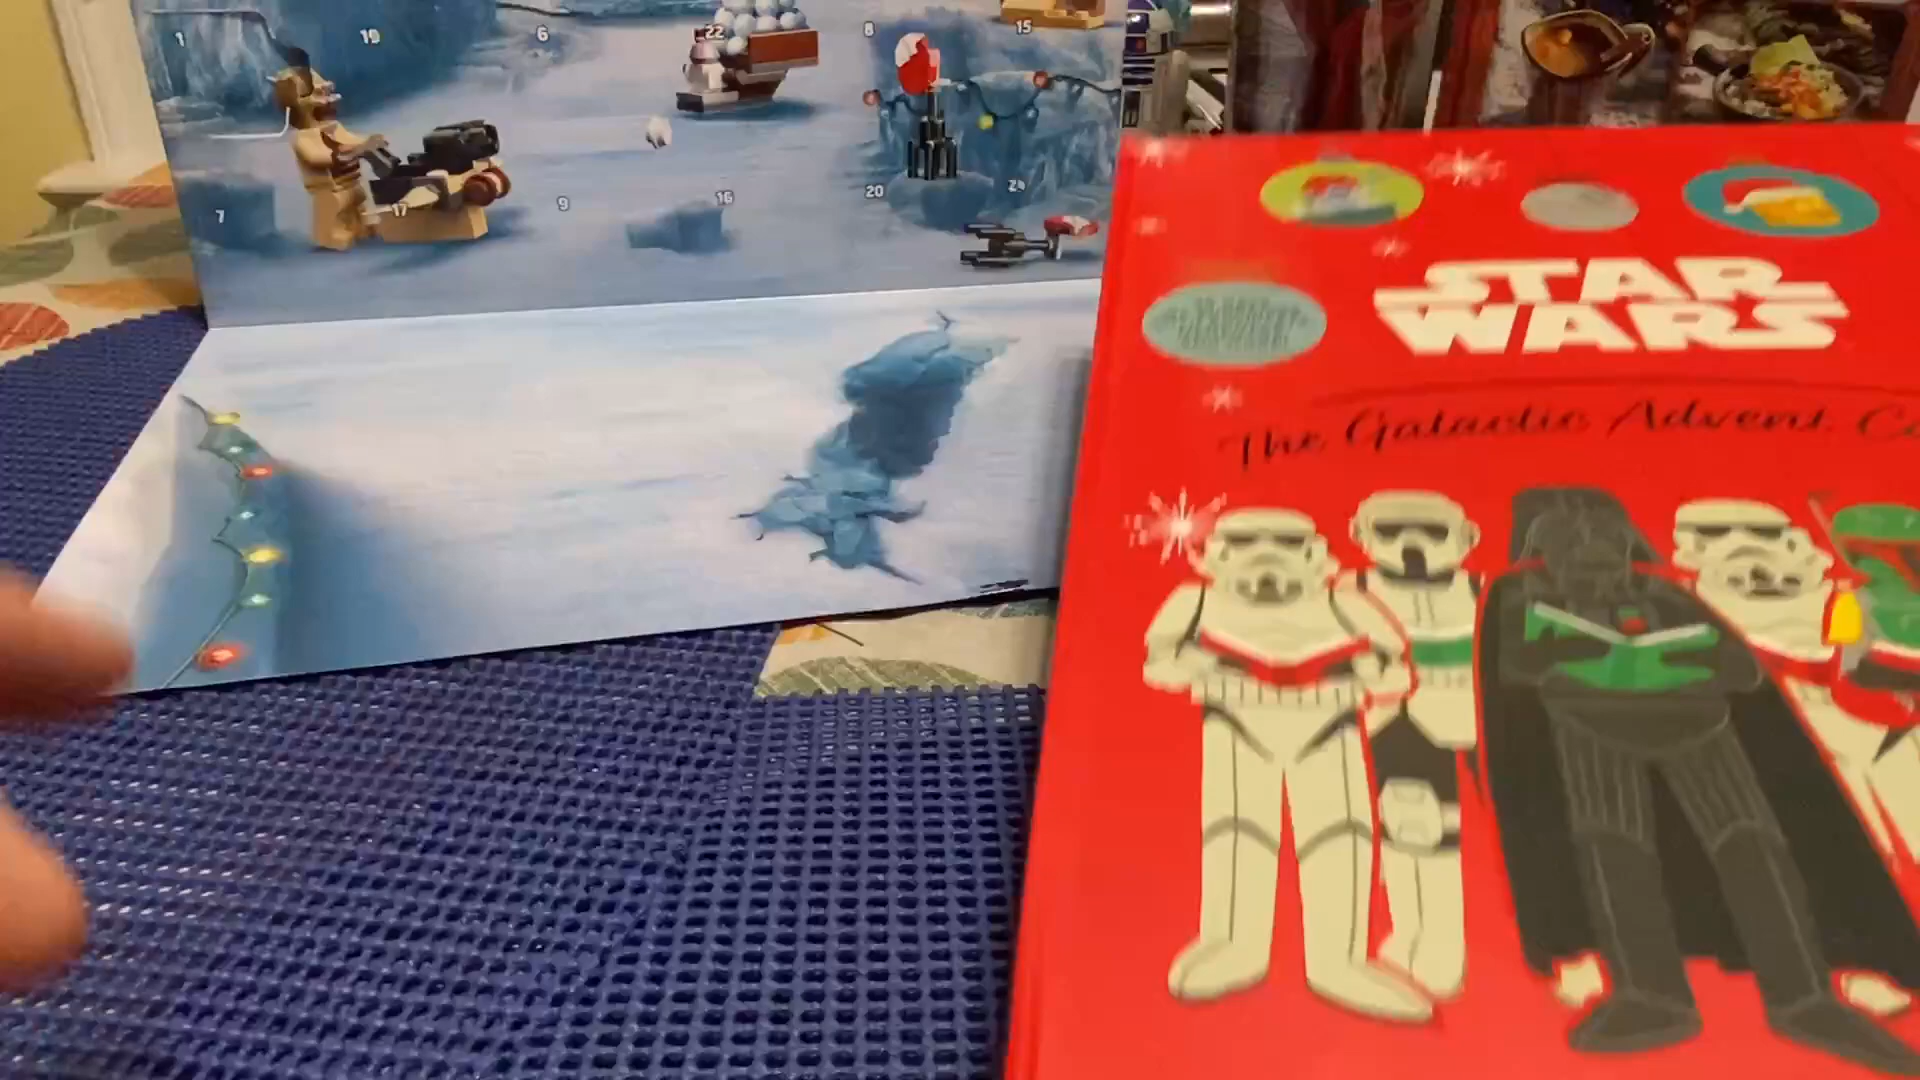 1 19 6 22 8 15
7 17 9 16 20 24
STAR
WARS
The Galactic Advent